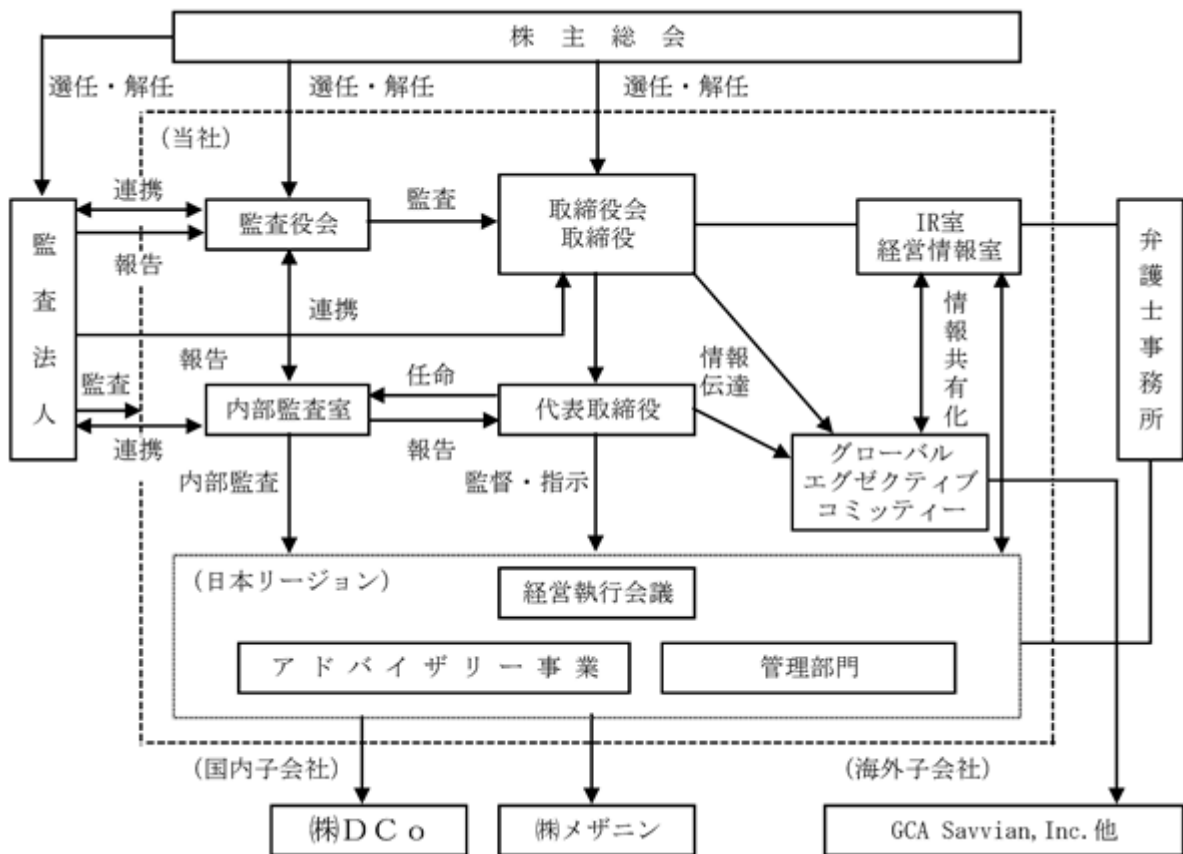 株主総会
選任・解任
選任・解任
選任・解任
(当社)
連携
監査
監査役会
取締役会
取締役
IR室
経営情報室
監査法人
弁護士事務所
報告
連携
情報共有化
報告
任命
情報
伝達
監査
内部監査室
代表取締役
連携
報告
グローバル
エグゼクティブ
コミッティー
内部監査
監督・指示
(日本リージョン)
経営執行会議
アドバイザリー事業
管理部門
(国内子会社)
(海外子会社)
㈱DCo
㈱メザニン
GCA Savvian,Inc.他